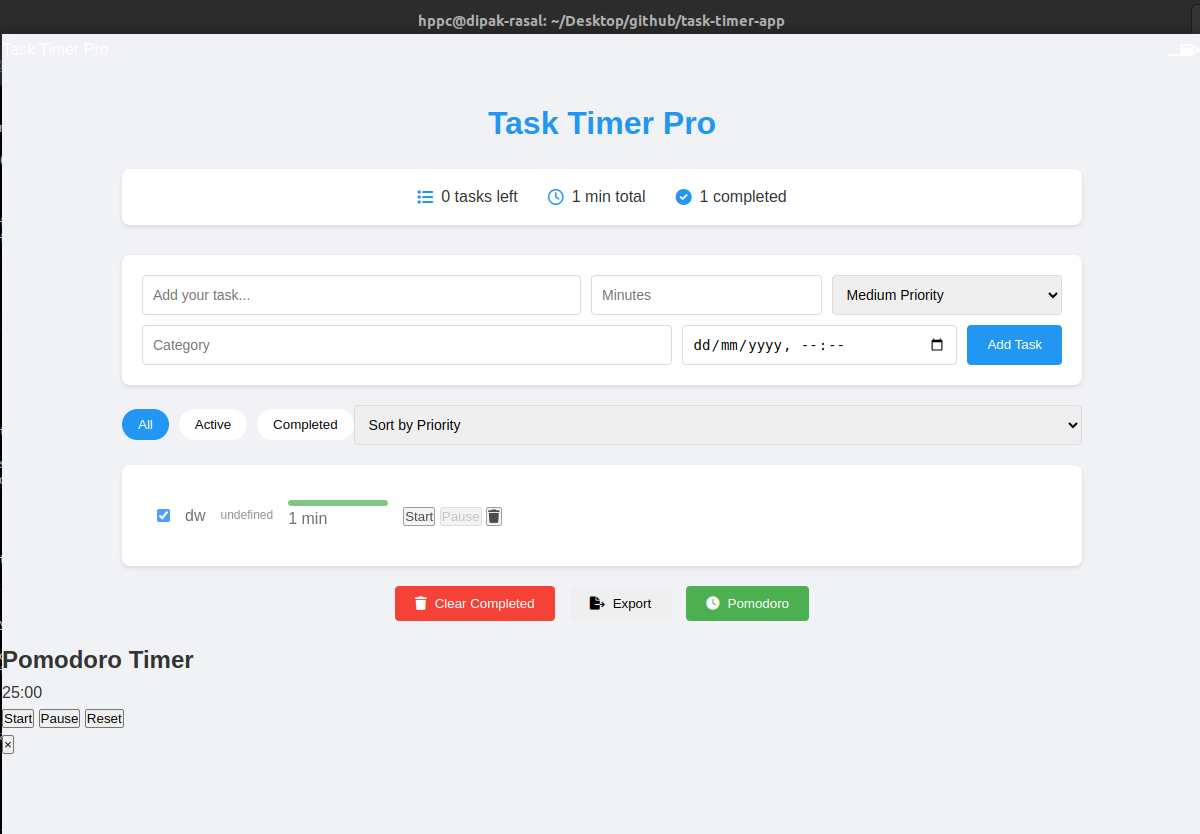 hppc@dipak-rasal: ~/Desktop/github/task-timer-app
Task Timer Pro
Task Timer Pro
0 tasks left 1 min total 1 completed
Add your task... Minutes Medium Priority
Category dd/mm/yyyy, --:-- Add Task
All Active Completed Sort by Priority
dw undefined 1 min Start Pause
Clear Completed Export Pomodoro
Pomodoro Timer
25:00
Start Pause Reset
×